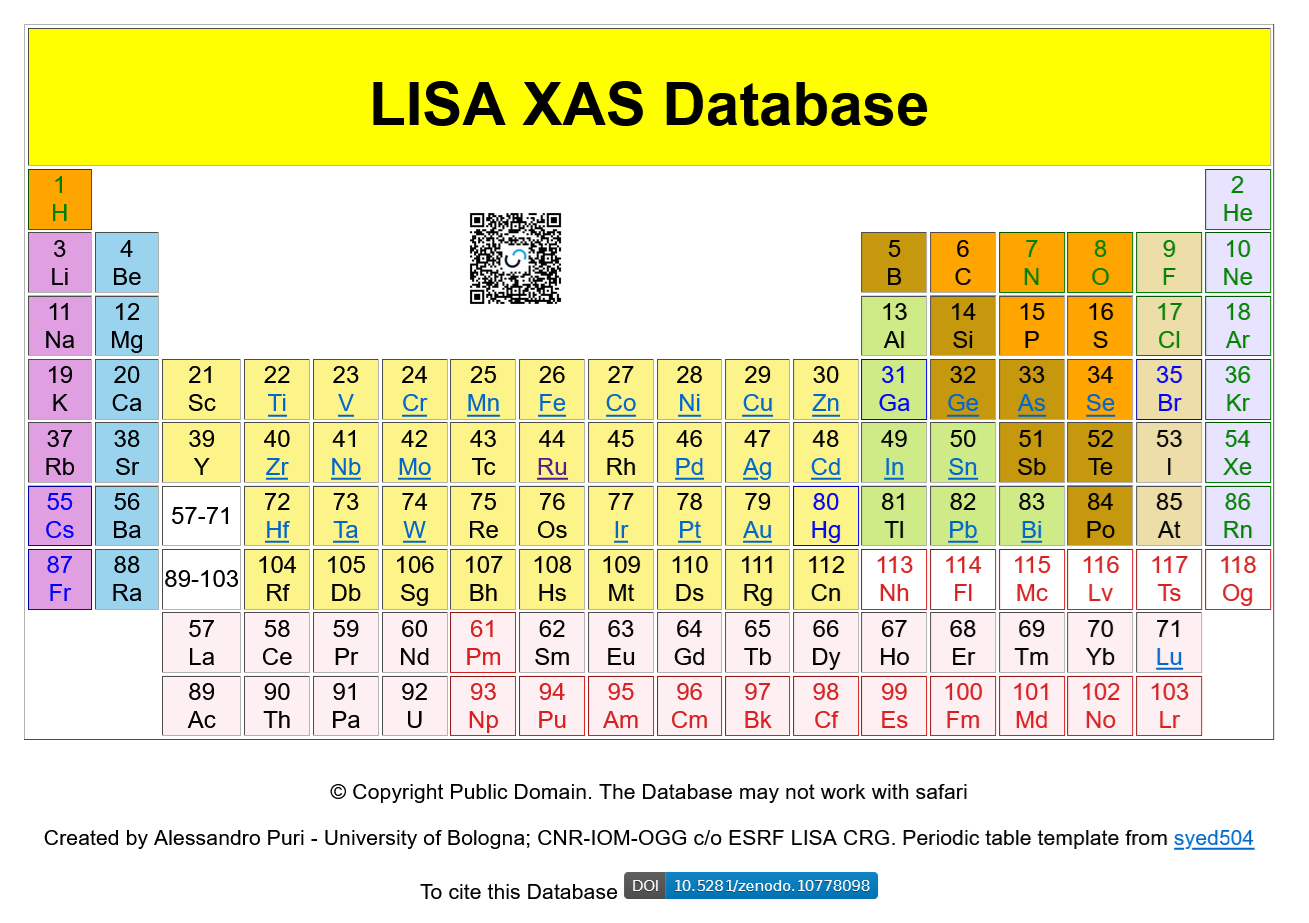 LISA XAS Database
1 2
H He
3 4 5 6 7 8 9 10
Li Be B C N O F Ne
11 12 13 14 15 16 17 18
Na Mg Al Si P S Cl Ar
19 20 21 22 23 24 25 26 27 28 29 30 31 32 33 34 35 36
K Ca Sc Ti V Cr Mn Fe Co Ni Cu Zn Ga Ge As Se Br Kr
37 38 39 40 41 42 43 44 45 46 47 48 49 50 51 52 53 54
Rb Sr Y Zr Nb Mo Tc Ru Rh Pd Ag Cd In Sn Sb Te I Xe
55 56 57-71 72 73 74 75 76 77 78 79 80 81 82 83 84 85 86
Cs Ba Hf Ta W Re Os Ir Pt Au Hg Tl Pb Bi Po At Rn
87 88 89-103 104 105 106 107 108 109 110 111 112 113 114 115 116 117 118
Fr Ra Rf Db Sg Bh Hs Mt Ds Rg Cn Nh Fl Mc Lv Ts Og
57 58 59 60 61 62 63 64 65 66 67 68 69 70 71
La Ce Pr Nd Pm Sm Eu Gd Tb Dy Ho Er Tm Yb Lu
89 90 91 92 93 94 95 96 97 98 99 100 101 102 103
Ac Th Pa U Np Pu Am Cm Bk Cf Es Fm Md No Lr
© Copyright Public Domain. The Database may not work with safari
Created by Alessandro Puri - University of Bologna; CNR-IOM-OGG c/o ESRF LISA CRG. Periodic table template from syed504
To cite this Database DOI 10.5281/zenodo.10778098